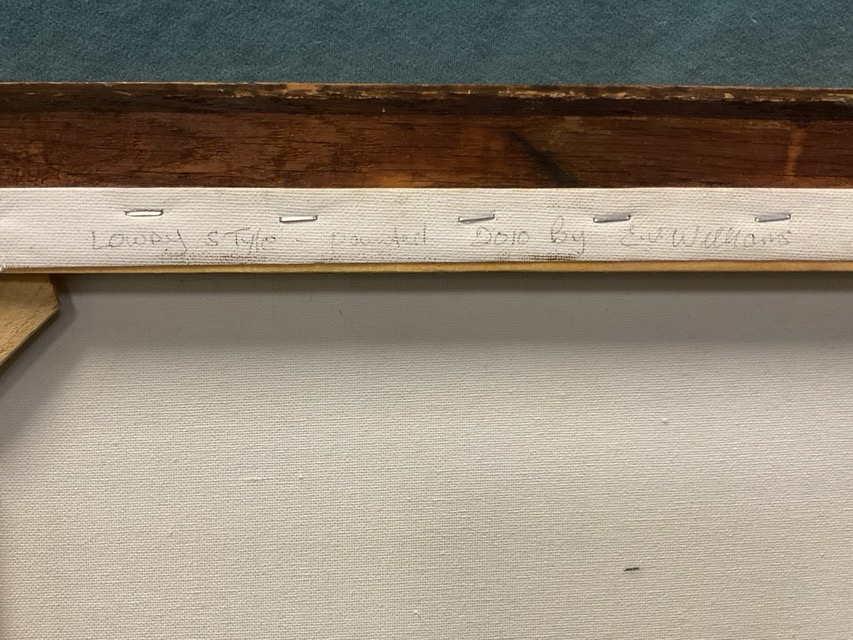 LOWRY STYle - painted 2010 By E.V Williams